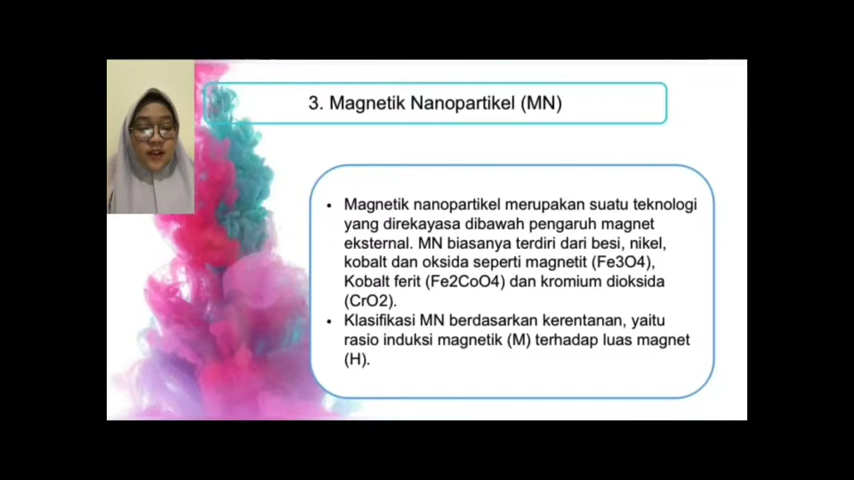 3. Magnetik Nanopartikel (MN)
• Magnetik nanopartikel merupakan suatu teknologi
yang direkayasa dibawah pengaruh magnet
eksternal. MN biasanya terdiri dari besi, nikel,
kobalt dan oksida seperti magnetit (Fe3O4),
Kobalt ferit (Fe2CoO4) dan kromium dioksida
(CrO2).
• Klasifikasi MN berdasarkan kerentanan, yaitu
rasio induksi magnetik (M) terhadap luas magnet
(H).